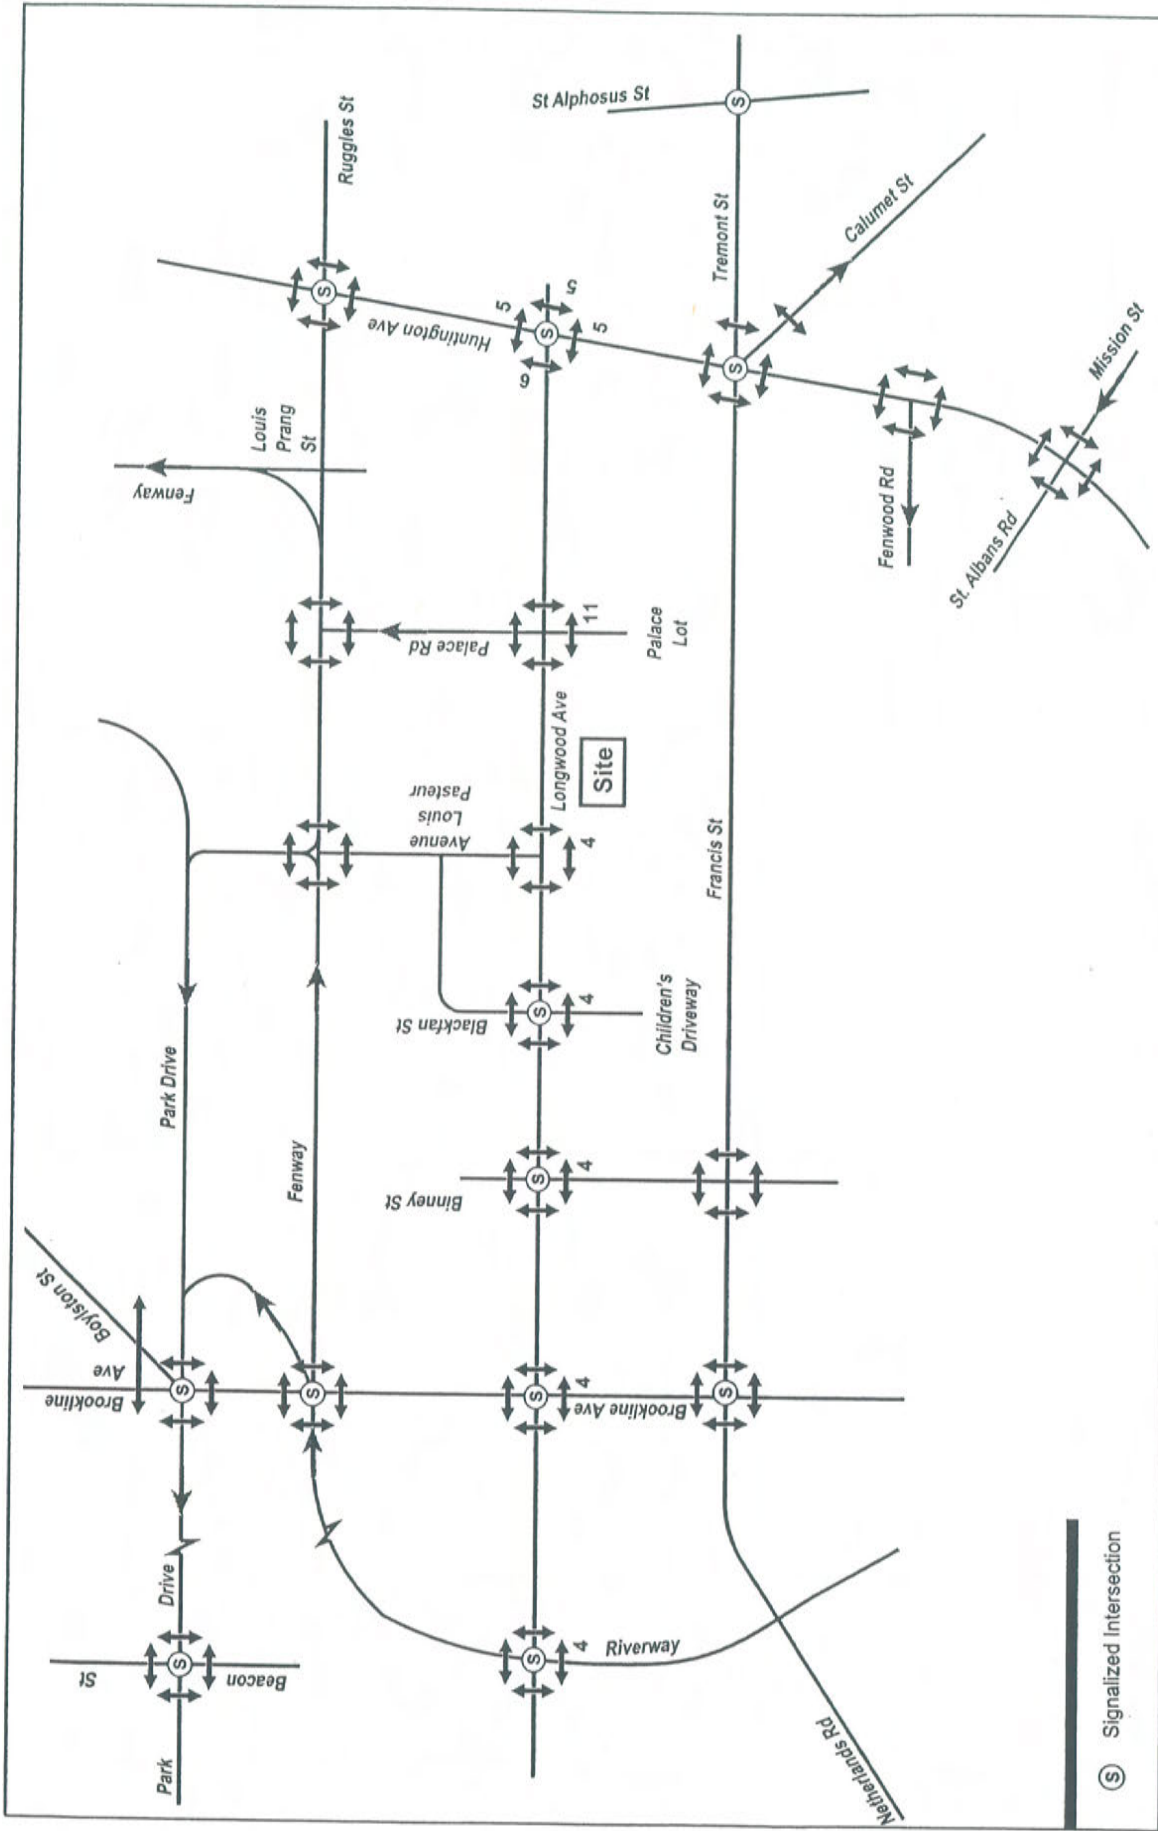 St Alphosus St
S
Ruggles St
S
Huntington Ave
Tremont St
Calumet St
5
5
5
6
S
S
Mission St
Louis
Prang
St
Fenway
Fenwood Rd
St. Albans Rd
Palace Rd
11
Palace
Lot
Longwood Ave
Site
Avenue
Louis
Pasteur
4
Francis St
Park Drive
Blackfan St
S
4
Children's
Driveway
Fenway
Binney St
S
4
Boylston St
Brookline
Ave
S
S
S
4
Brookline Ave
S
Park
Drive
Beacon
St
S
S
4
Riverway
Netherlands Rd
S Signalized Intersection